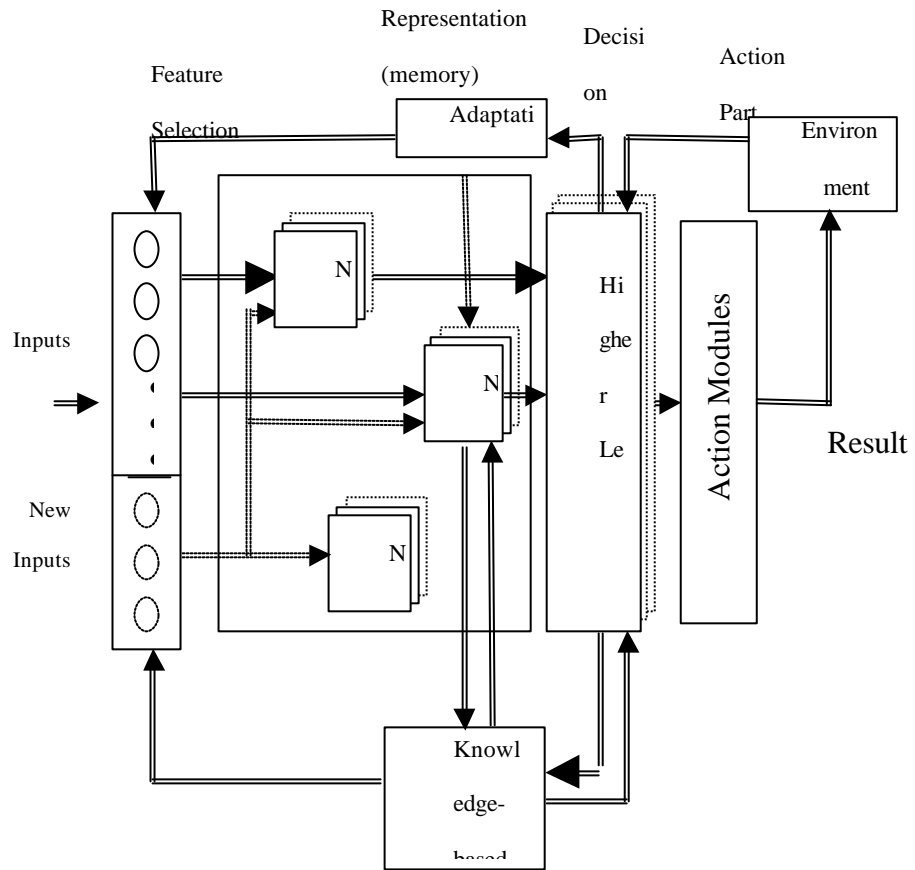 Representation
(memory)
Decisi
on
Action
Part
Feature
Selection
Adaptati
Environ
ment
N
Inputs
N
Hi
ghe
r
Le
Action Modules
Result
New
Inputs
N
Knowl
edge-
based